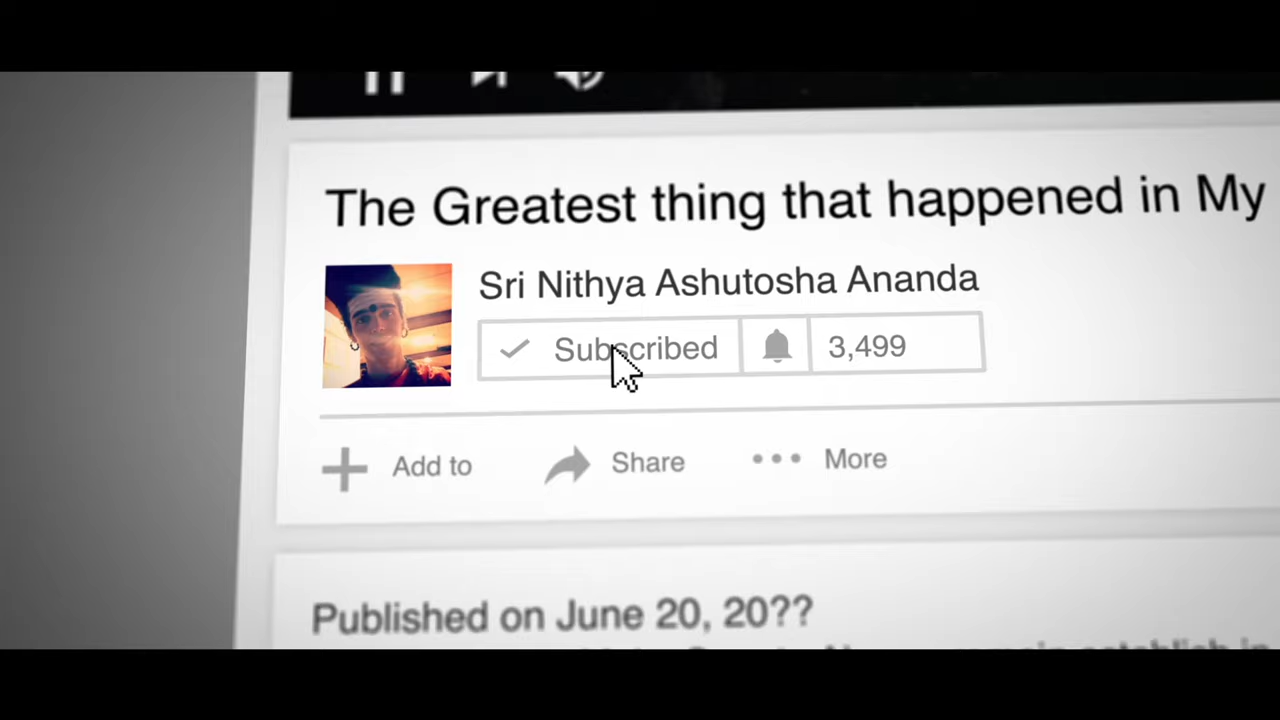 The Greatest thing that happened in My
Sri Nithya Ashutosha Ananda
Subscribed 3,499
Add to Share More
Published on June 20, 20??